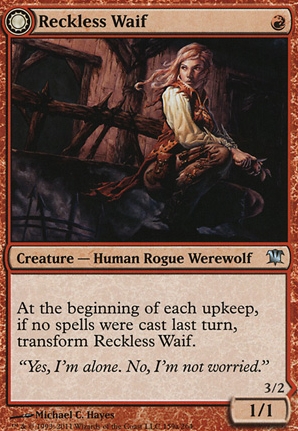 Reckless Waif
Creature — Human Rogue Werewolf
At the beginning of each upkeep,
if no spells were cast last turn,
transform Reckless Waif.
“Yes, I’m alone. No, I’m not worried.”
3/2
Michael C. Hayes
1/1